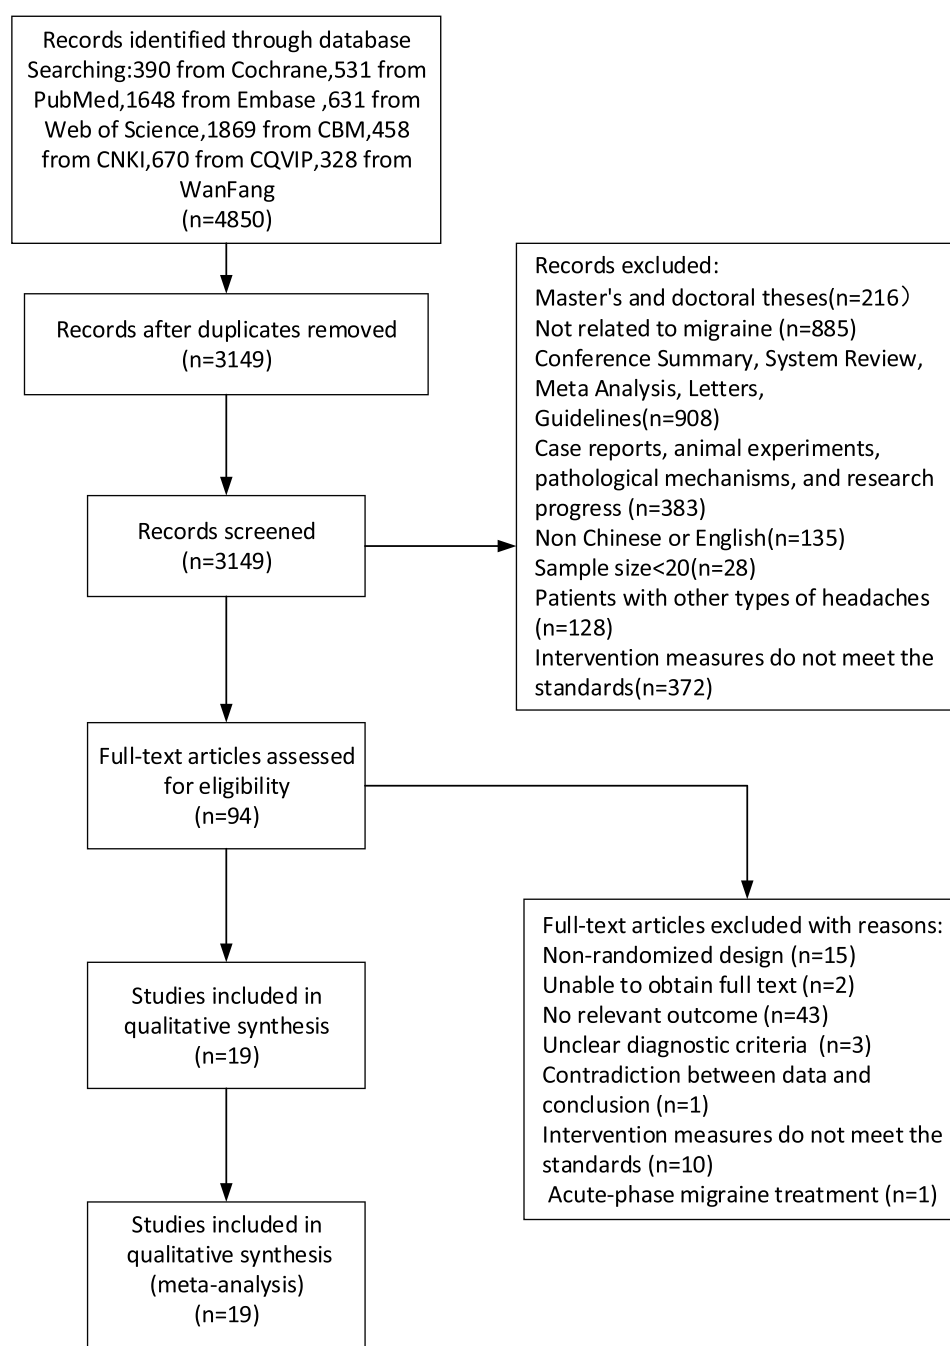 Records identified through database
Searching:390 from Cochrane,531 from
PubMed,1648 from Embase ,631 from
Web of Science,1869 from CBM,458
from CNKI,670 from CQVIP,328 from
WanFang
(n=4850)
Records after duplicates removed
(n=3149)
Records screened
(n=3149)
Records excluded:
Master's and doctoral theses(n=216）
Not related to migraine (n=885)
Conference Summary, System Review,
Meta Analysis, Letters,
Guidelines(n=908)
Case reports, animal experiments,
pathological mechanisms, and research
progress (n=383)
Non Chinese or English(n=135)
Sample size<20(n=28)
Patients with other types of headaches
(n=128)
Intervention measures do not meet the
standards(n=372)
Full-text articles assessed
for eligibility
(n=94)
Full-text articles excluded with reasons:
Non-randomized design (n=15)
Unable to obtain full text (n=2)
No relevant outcome (n=43)
Unclear diagnostic criteria  (n=3)
Contradiction between data and
conclusion (n=1)
Intervention measures do not meet the
standards (n=10)
Acute-phase migraine treatment (n=1)
Studies included in
qualitative synthesis
(n=19)
Studies included in
qualitative synthesis
(meta-analysis)
(n=19)